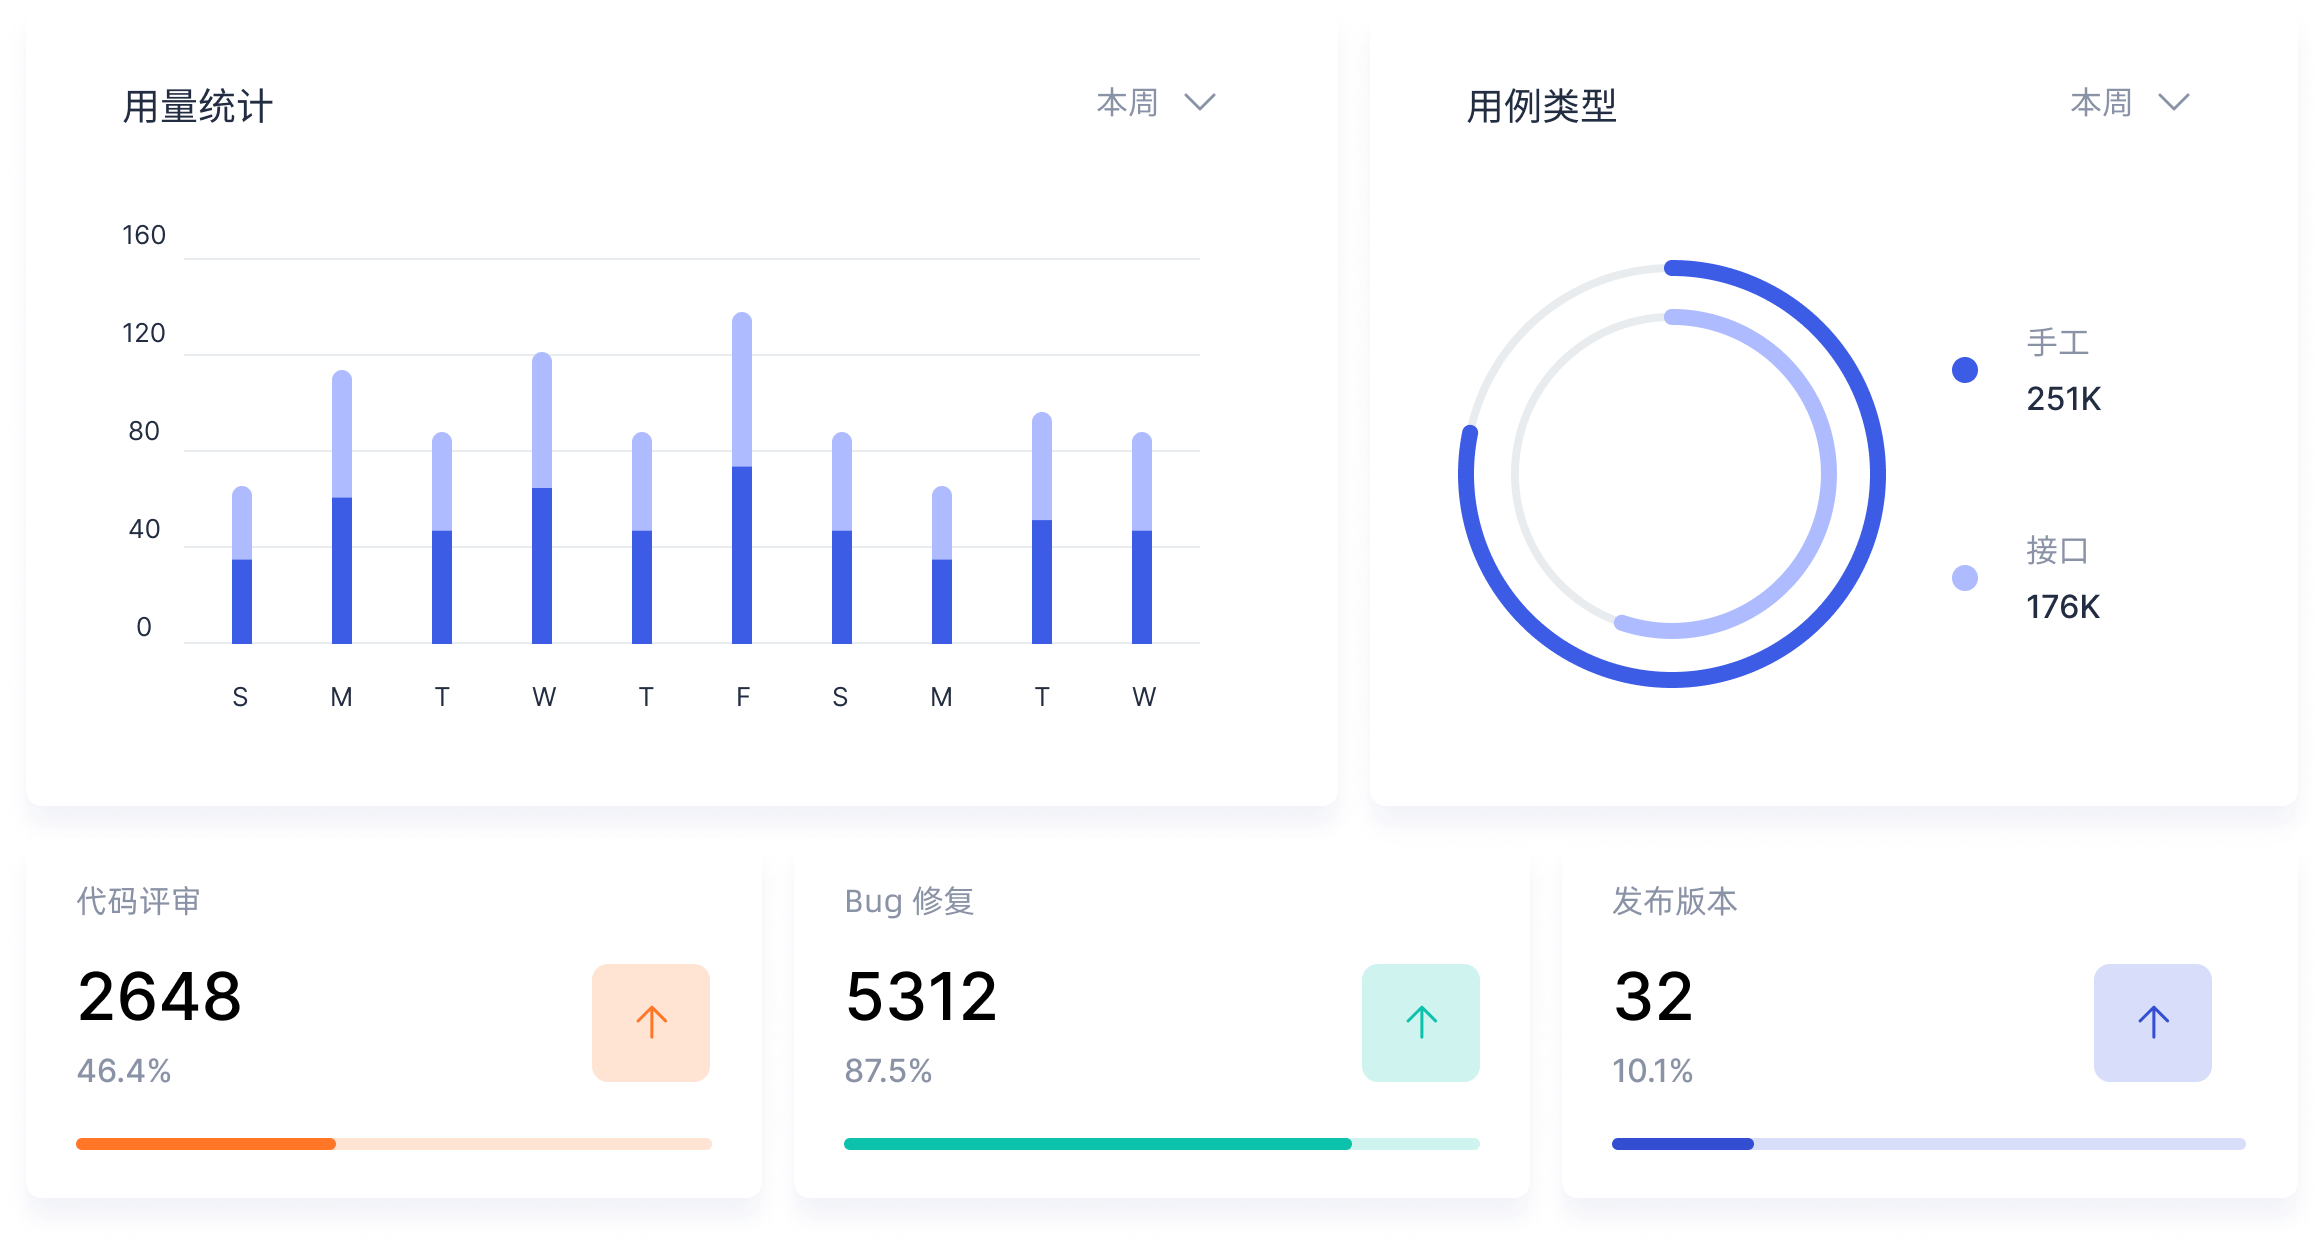 用量统计
本周
160
120
80
40
0
S M T W T F S M T W
用例类型
本周
手工
251K
接口
176K
代码评审
2648
46.4%
Bug 修复
5312
87.5%
发布版本
32
10.1%